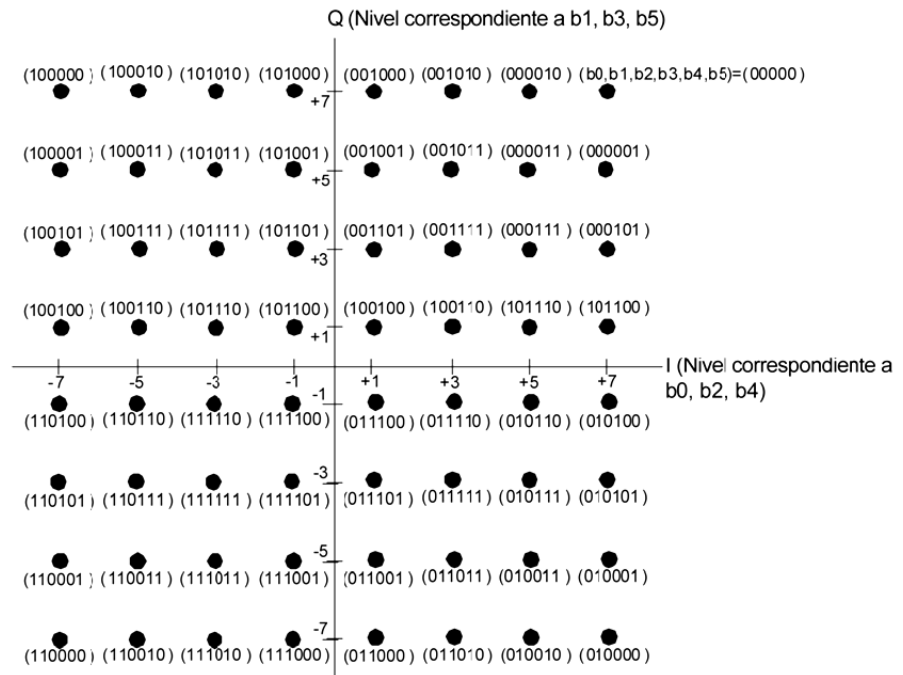 Q (Nivel correspondiente a b1, b3, b5)
(100000) (100010) (101010) (101000) (001000) (001010) (000010) (b0,b1,b2,b3,b4,b5)=(00000)
+7
(100001) (100011) (101011) (101001) (001001) (001011) (000011) (000001)
+5
(100101) (100111) (101111) (101101) (001101) (001111) (000111) (000101)
+3
(100100) (100110) (101110) (101100) (100100) (100110) (101110) (101100)
+1
I (Nivel correspondiente a
b0, b2, b4)
-7 -5 -3 -1 +1 +3 +5 +7
-1
(110100) (110110) (111110) (111100) (011100) (011110) (010110) (010100)
-3
(110101) (110111) (111111) (111101) (011101) (011111) (010111) (010101)
-5
(110001) (110011) (111011) (111001) (011001) (011011) (010011) (010001)
-7
(110000) (110010) (111010) (111000) (011000) (011010) (010010) (010000)